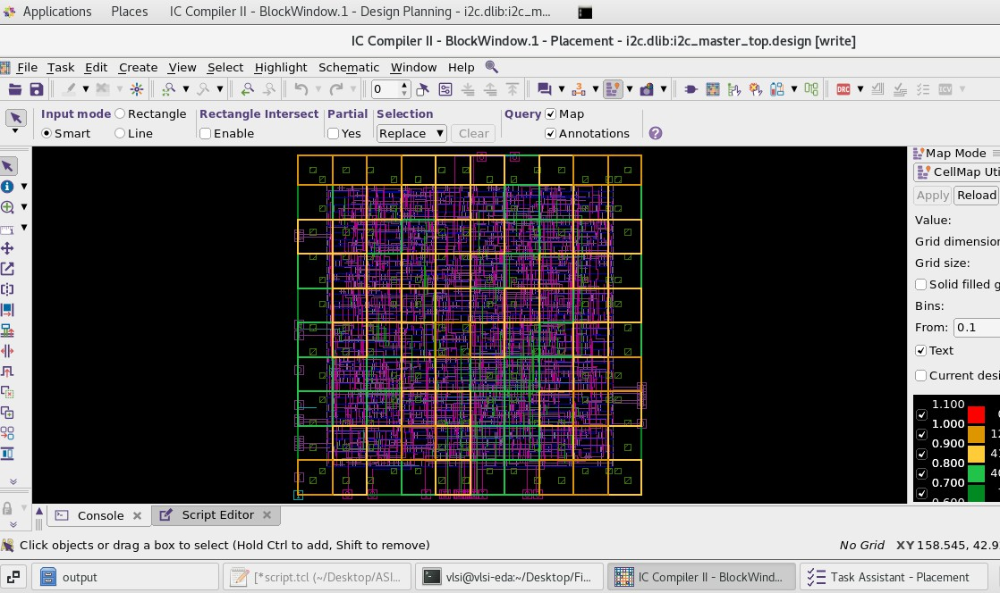 Applications Places IC Compiler II - BlockWindow.1 - Design Planning - i2c.dlib:i2c_m...
IC Compiler II - BlockWindow.1 - Placement - i2c.dlib:i2c_master_top.design [write]
File Task Edit Create View Select Highlight Schematic Window Help
0 DRC ICV
Input mode Rectangle Rectangle Intersect Partial Selection Query Map
Smart Line Enable Yes Replace Clear Annotations
Map Mode
CellMap Uti
Apply Reload
Value:
Grid dimension
Grid size:
Solid filled g
Bins:
From: 0.1
Text
Current desi
1.100
1.000
12
0.900
41
0.800
40
0.700
0.600
Console Script Editor
Click objects or drag a box to select (Hold Ctrl to add, Shift to remove) No Grid XY 158.545, 42.9
output [*script.tcl (~/Desktop/ASI... vlsi@vlsi-eda:~/Desktop/Fi... IC Compiler II - BlockWind... Task Assistant - Placement